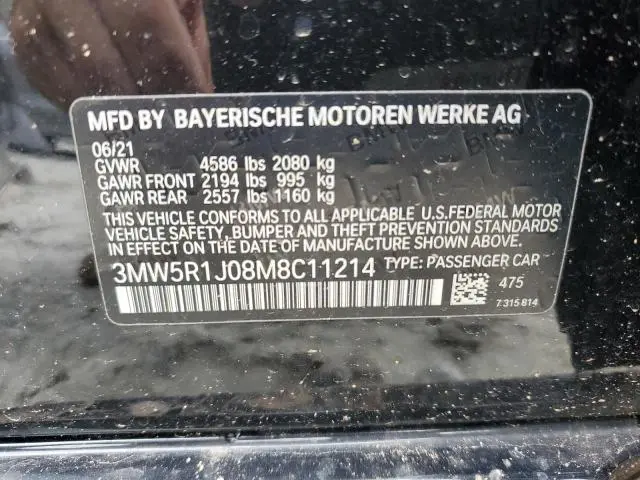 MFD BY BAYERISCHE MOTOREN WERKE AG
06/21
GVWR 4586 lbs 2080 kg
GAWR FRONT 2194 lbs 995 kg
GAWR REAR 2557 lbs 1160 kg
THIS VEHICLE CONFORMS TO ALL APPLICABLE U.S.FEDERAL MOTOR
VEHICLE SAFETY, BUMPER, AND THEFT PREVENTION STANDARDS
IN EFFECT ON THE DATE OF MANUFACTURE SHOWN ABOVE.
3MW5R1J08M8C11214 TYPE: PASSENGER CAR
475
7 315 814